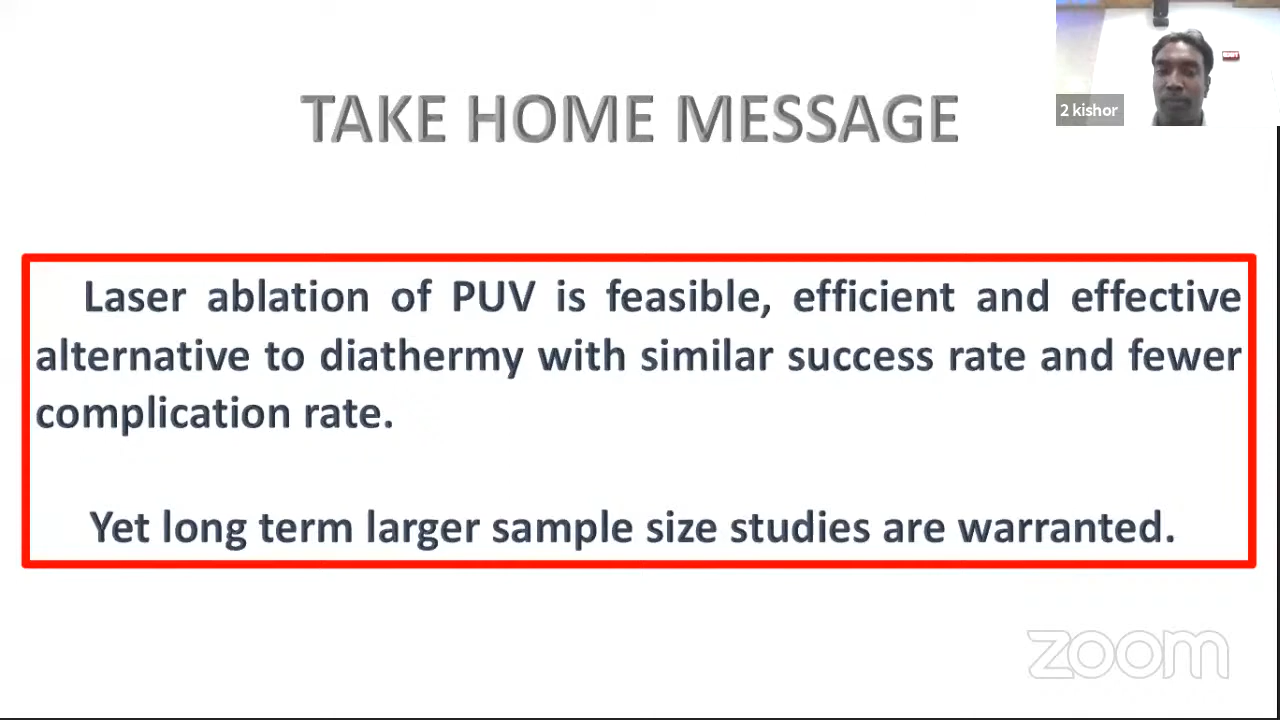 TAKE HOME MESSAGE
2 kishor
Laser ablation of PUV is feasible, efficient and effective
alternative to diathermy with similar success rate and fewer
complication rate.
Yet long term larger sample size studies are warranted.
zoom